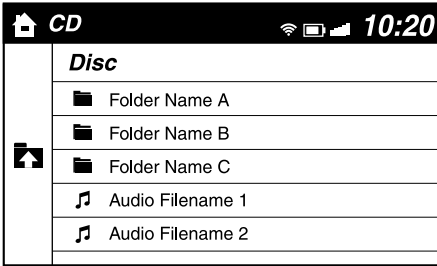 CD 10:20
Disc
Folder Name A
Folder Name B
Folder Name C
Audio Filename 1
Audio Filename 2